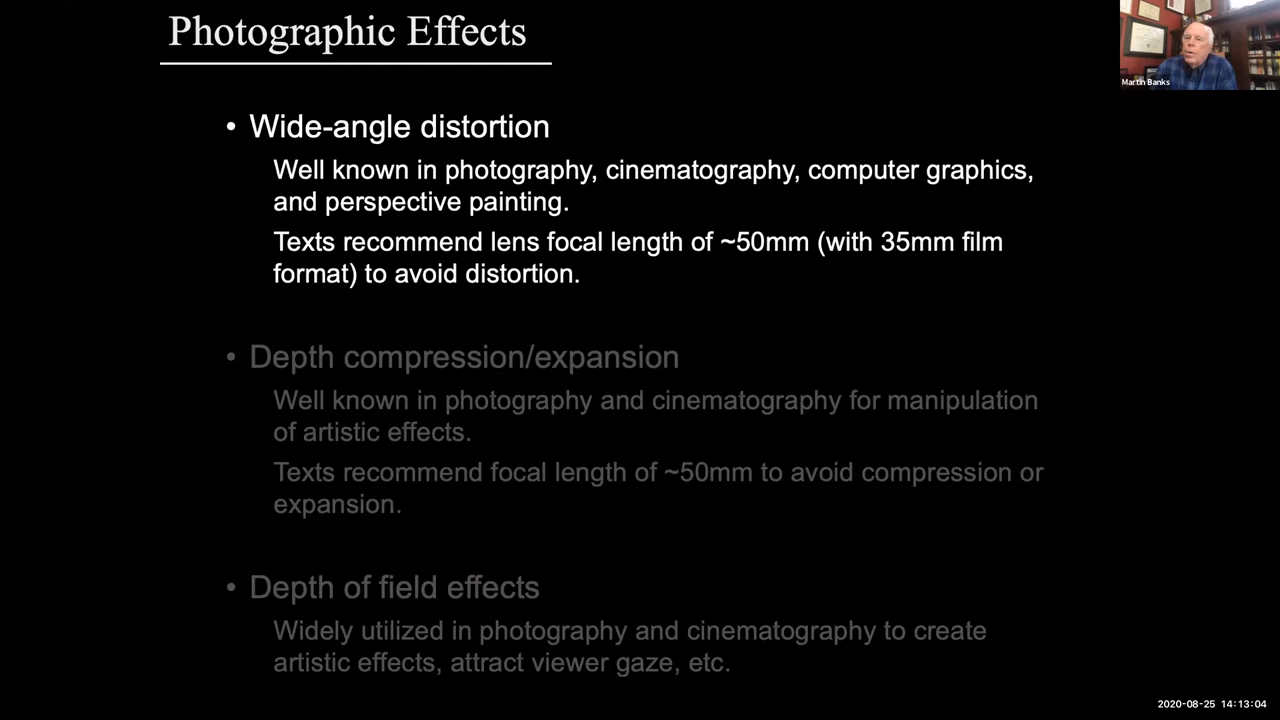 Photographic Effects
Martin Banks
• Wide-angle distortion
Well known in photography, cinematography, computer graphics,
and perspective painting.
Texts recommend lens focal length of ~50mm (with 35mm film
format) to avoid distortion.
• Depth compression/expansion
Well known in photography and cinematography for manipulation
of artistic effects.
Texts recommend focal length of ~50mm to avoid compression or
expansion.
• Depth of field effects
Widely utilized in photography and cinematography to create
artistic effects, attract viewer gaze, etc.
2020-08-25 14:13:04